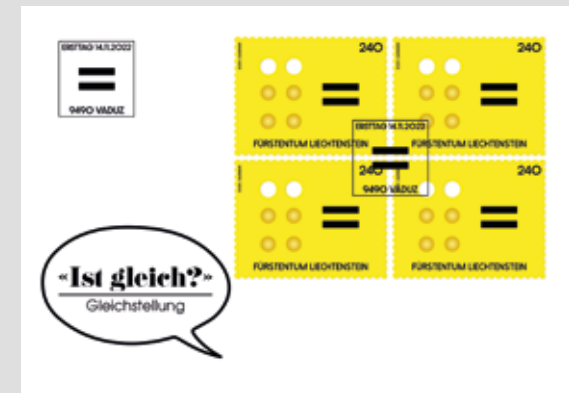 ERSTTAG 14.11.2022
=
9490 VADUZ
240
=
FÜRSTENTUM LIECHTENSTEIN
240
=
FÜRSTENTUM LIECHTENSTEIN
ERSTTAG 14.11.2022
=
9490 VADUZ
240
=
FÜRSTENTUM LIECHTENSTEIN
240
=
FÜRSTENTUM LIECHTENSTEIN
«Ist gleich?»
Gleichstellung